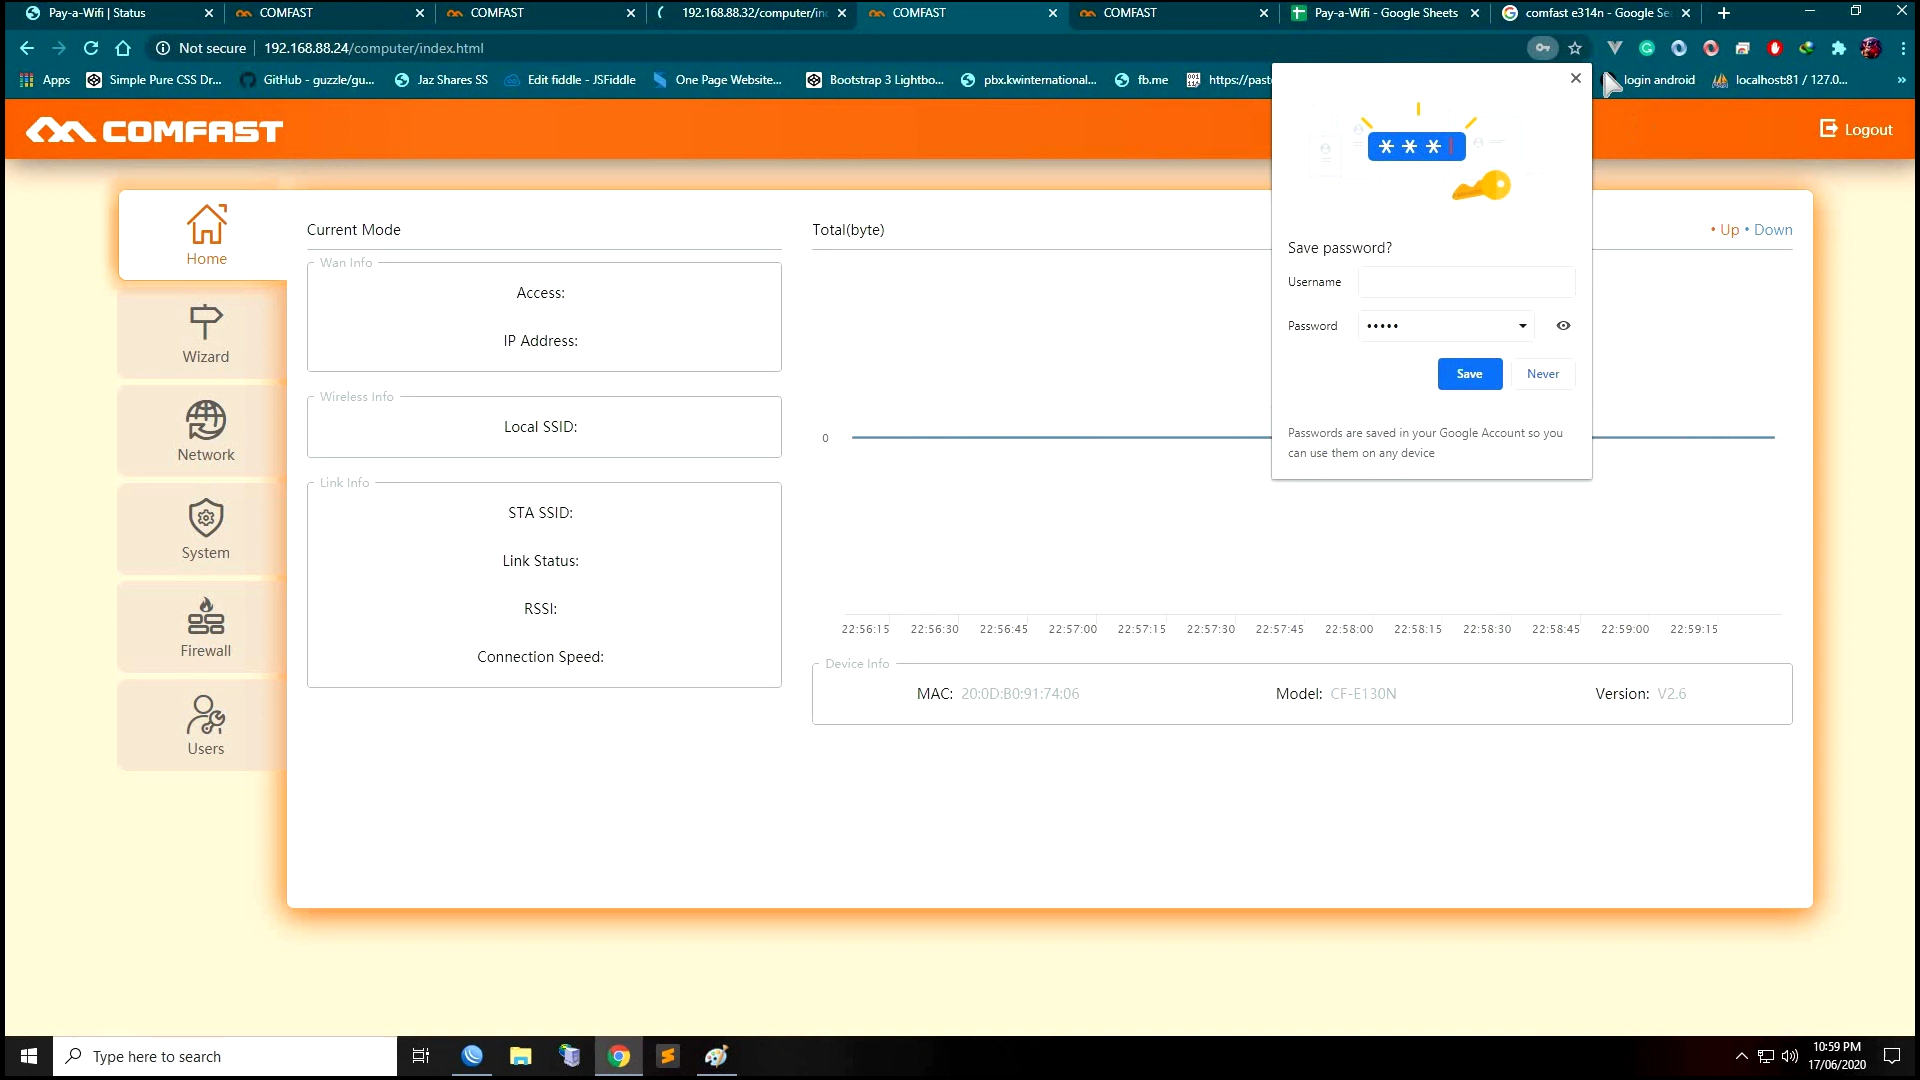 Pay-a-Wifi | Status
COMFAST
COMFAST
192.168.88.32/computer/in
COMFAST
COMFAST
Pay-a-Wifi - Google Sheets
comfast e314n - Google Se
Not secure
192.168.88.24/computer/index.html
Apps
Simple Pure CSS Dr...
GitHub - guzzle/gu...
Jaz Shares SS
Edit fiddle - JSFiddle
One Page Website...
Bootstrap 3 Lightbo...
pbx.kwinternational...
fb.me
https://past
login android
localhost:81 / 127.0...
COMFAST
Logout
Home
Wizard
Network
System
Firewall
Users
Current Mode
Wan Info
Access:
IP Address:
Wireless Info
Local SSID:
Link Info
STA SSID:
Link Status:
RSSI:
Connection Speed:
Total(byte)
• Up • Down
0
22:56:15 22:56:30 22:56:45 22:57:00 22:57:15 22:57:30 22:57:45 22:58:00 22:58:15 22:58:30 22:58:45 22:59:00 22:59:15
Device Info
MAC: 20:0D:B0:91:74:06 Model: CF-E130N Version: V2.6
* * *
Save password?
Username
Password •••••
Save
Never
Passwords are saved in your Google Account so you
can use them on any device
Type here to search
10:59 PM
17/06/2020